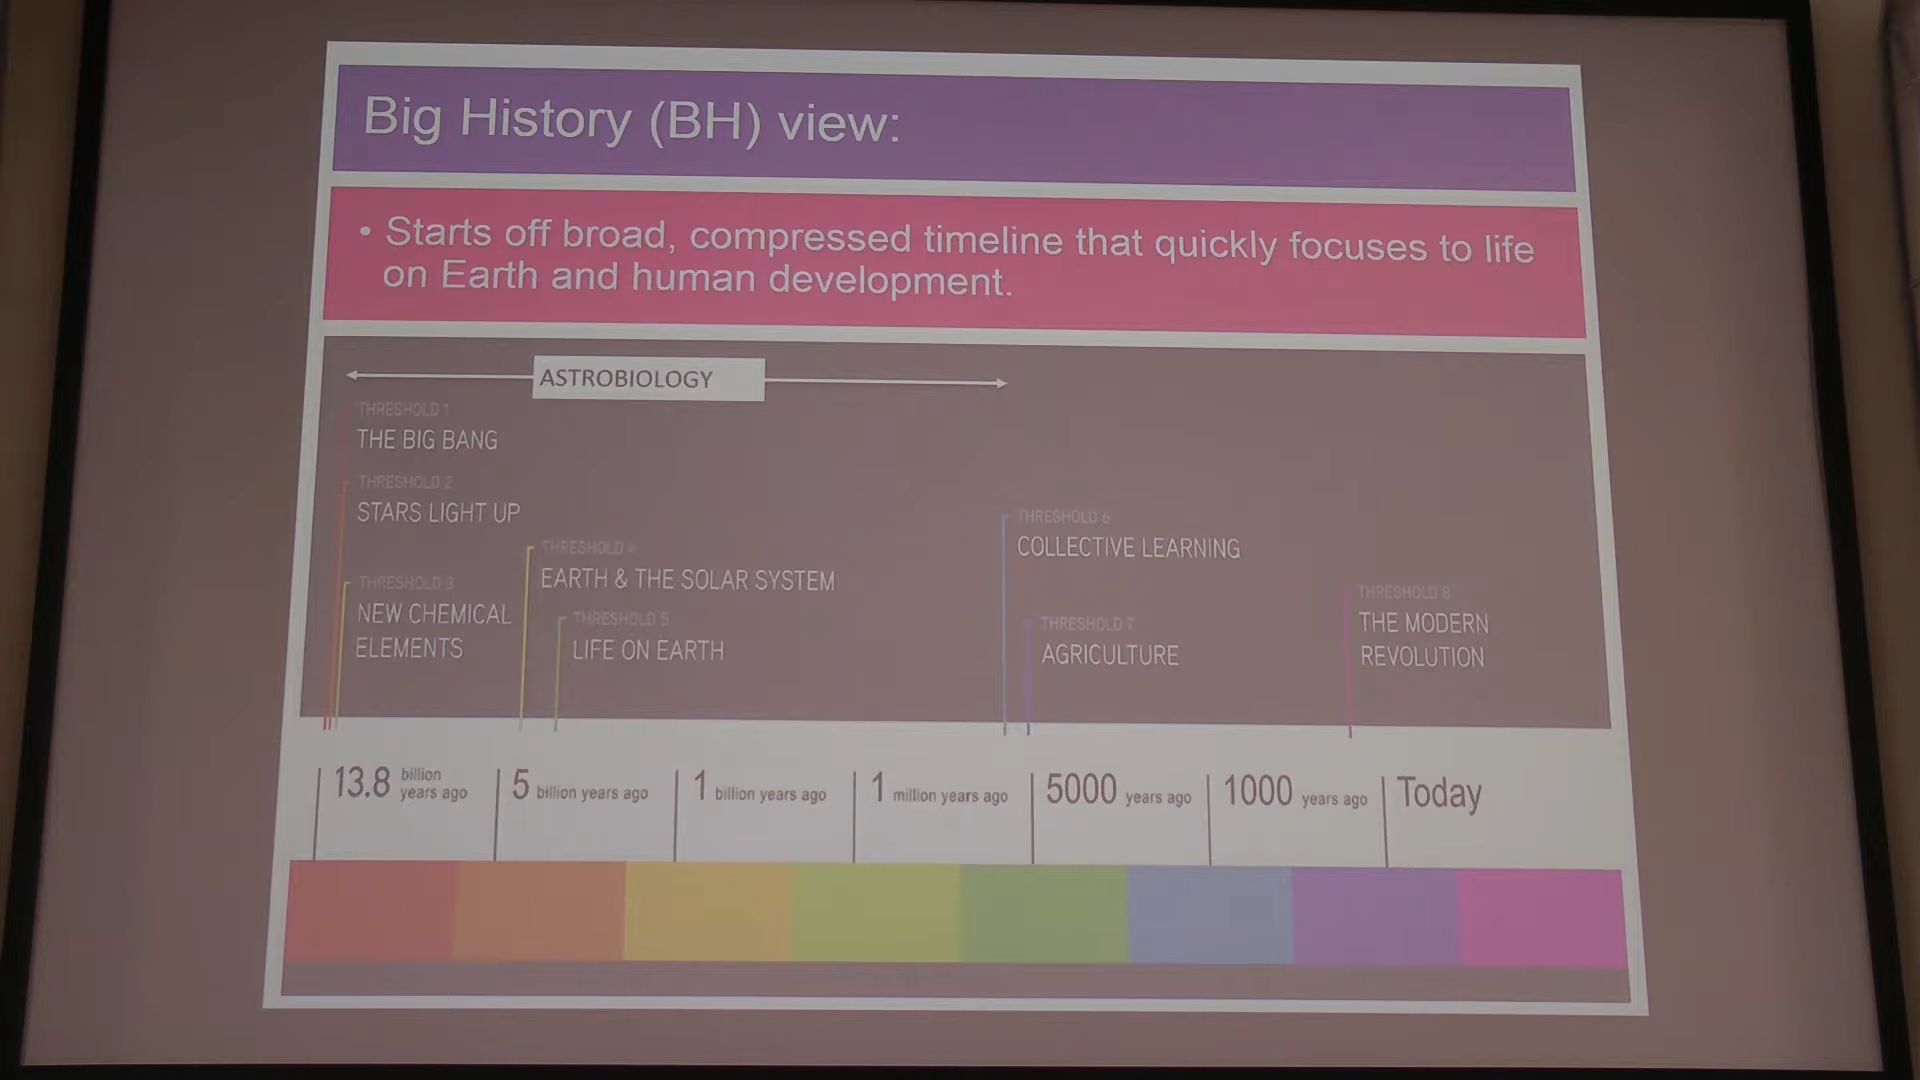 Big History (BH) view:
• Starts off broad, compressed timeline that quickly focuses to life
on Earth and human development.
ASTROBIOLOGY
THRESHOLD 1
THE BIG BANG
THRESHOLD 2
STARS LIGHT UP
THRESHOLD 3
NEW CHEMICAL
ELEMENTS
THRESHOLD 4
EARTH & THE SOLAR SYSTEM
THRESHOLD 5
LIFE ON EARTH
THRESHOLD 6
COLLECTIVE LEARNING
THRESHOLD 7
AGRICULTURE
THRESHOLD 8
THE MODERN
REVOLUTION
13.8 billion
years ago
5 billion years ago
1 billion years ago
1 million years ago
5000 years ago
1000 years ago
Today